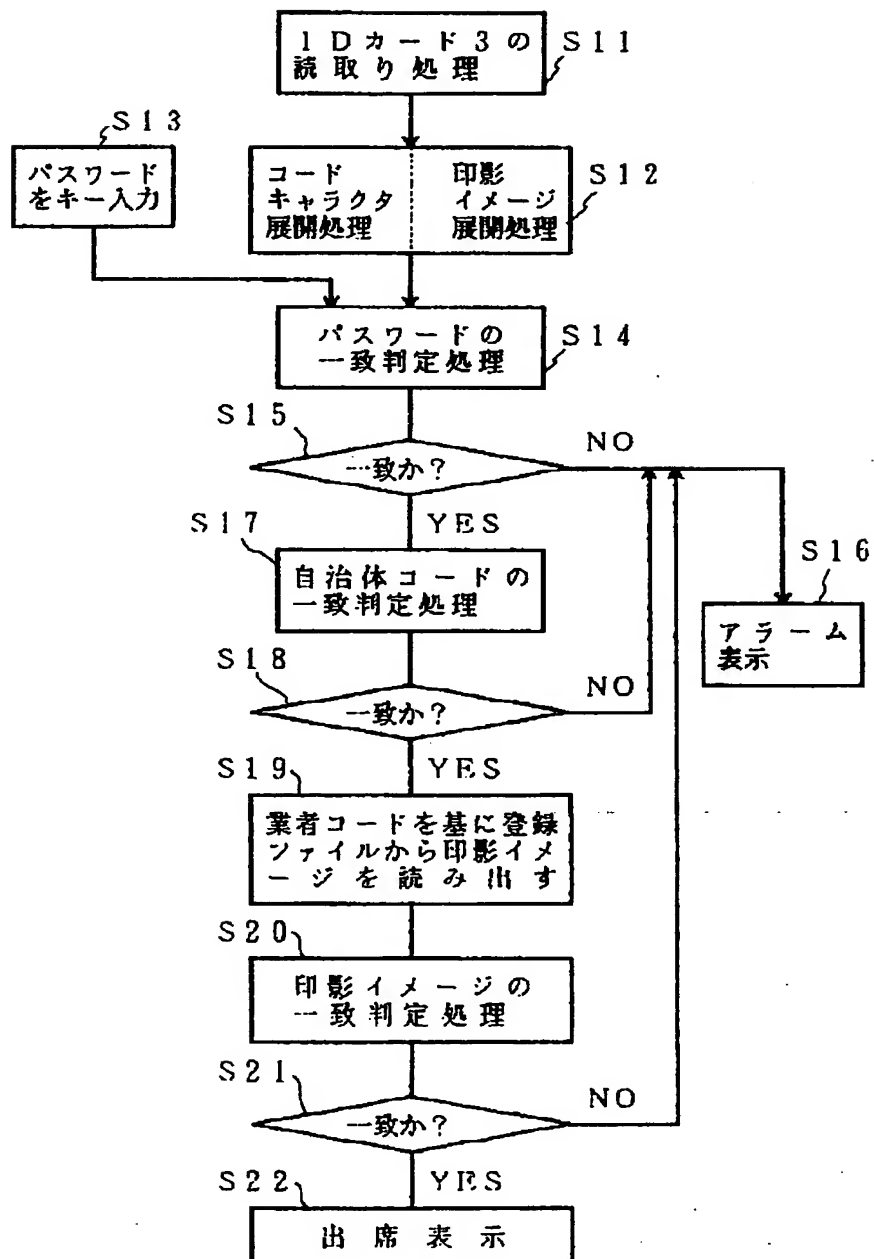 IDカード3の
読取り処理
S11
S13
パスワード
をキー入力
コード
キャラクタ
展開処理
印影
イメージ
展開処理
S12
パスワードの
一致判定処理
S14
S15
一致か?
NO
YES
S17
自治体コードの
一致判定処理
S16
アラーム
表示
S18
一致か?
NO
YES
S19
業者コードを基に登録
ファイルから印影イメ
ージを読み出す
S20
印影イメージの
一致判定処理
S21
一致か?
NO
YES
S22
出席表示